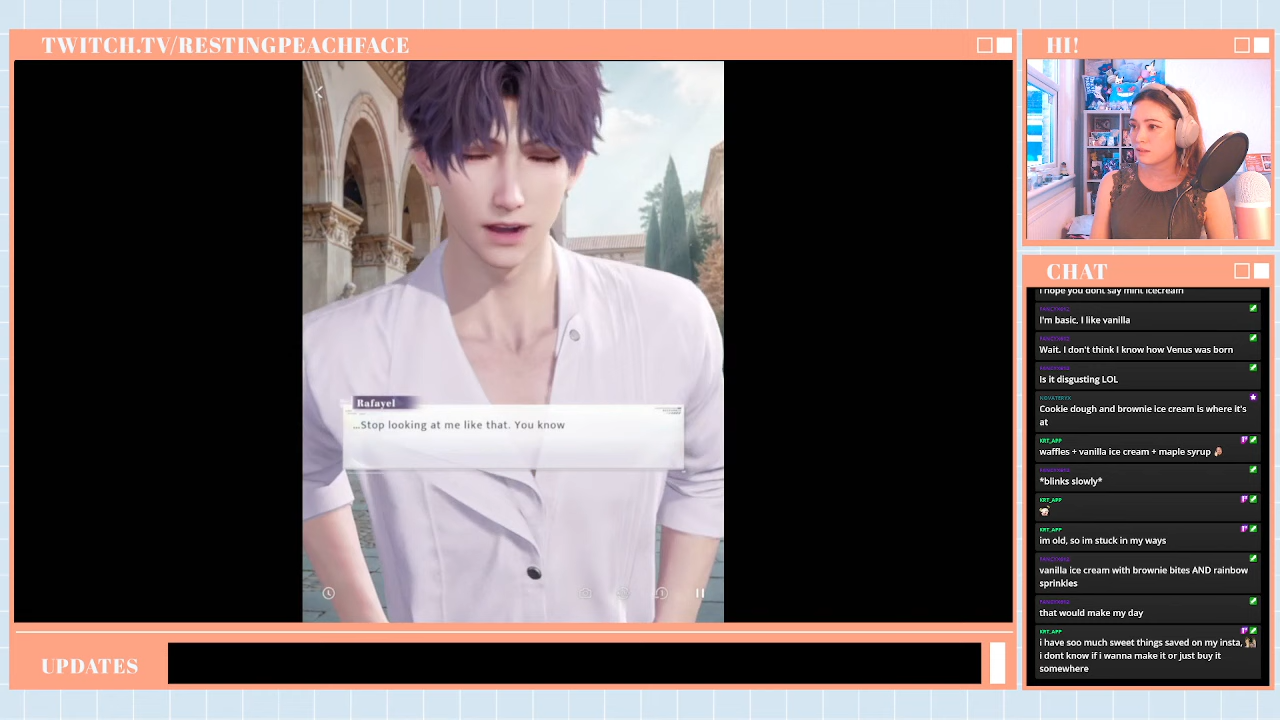 TWITCH.TV/RESTINGPEACHFACE
HI!
Rafayel
...Stop looking at me like that. You know
CHAT
I hope you dont say mint icecream
I'm basic, I like vanilla
Wait. I don't think I know how Venus was born
Is it disgusting LOL
Cookie dough and brownie ice cream is where it's
at
KRT_APP
waffles + vanilla ice cream + maple syrup
*blinks slowly*
KRT_APP
KRT_APP
im old, so im stuck in my ways
vanilla ice cream with brownie bites AND rainbow
sprinkles
that would make my day
KRT_APP
i have soo much sweet things saved on my insta,
i dont know if i wanna make it or just buy it
somewhere
UPDATES